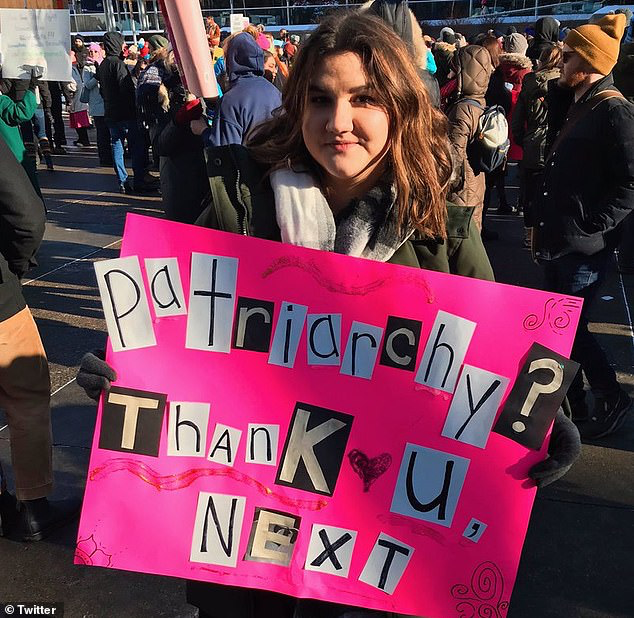 patriarchy?
ThanK U,
NEXT
Twitter